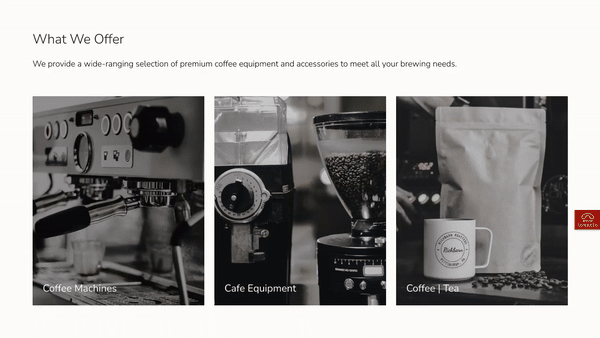 What We Offer
We provide a wide-ranging selection of premium coffee equipment and accessories to meet all your brewing needs.
Coffee Machines
Cafe Equipment
Coffee | Tea